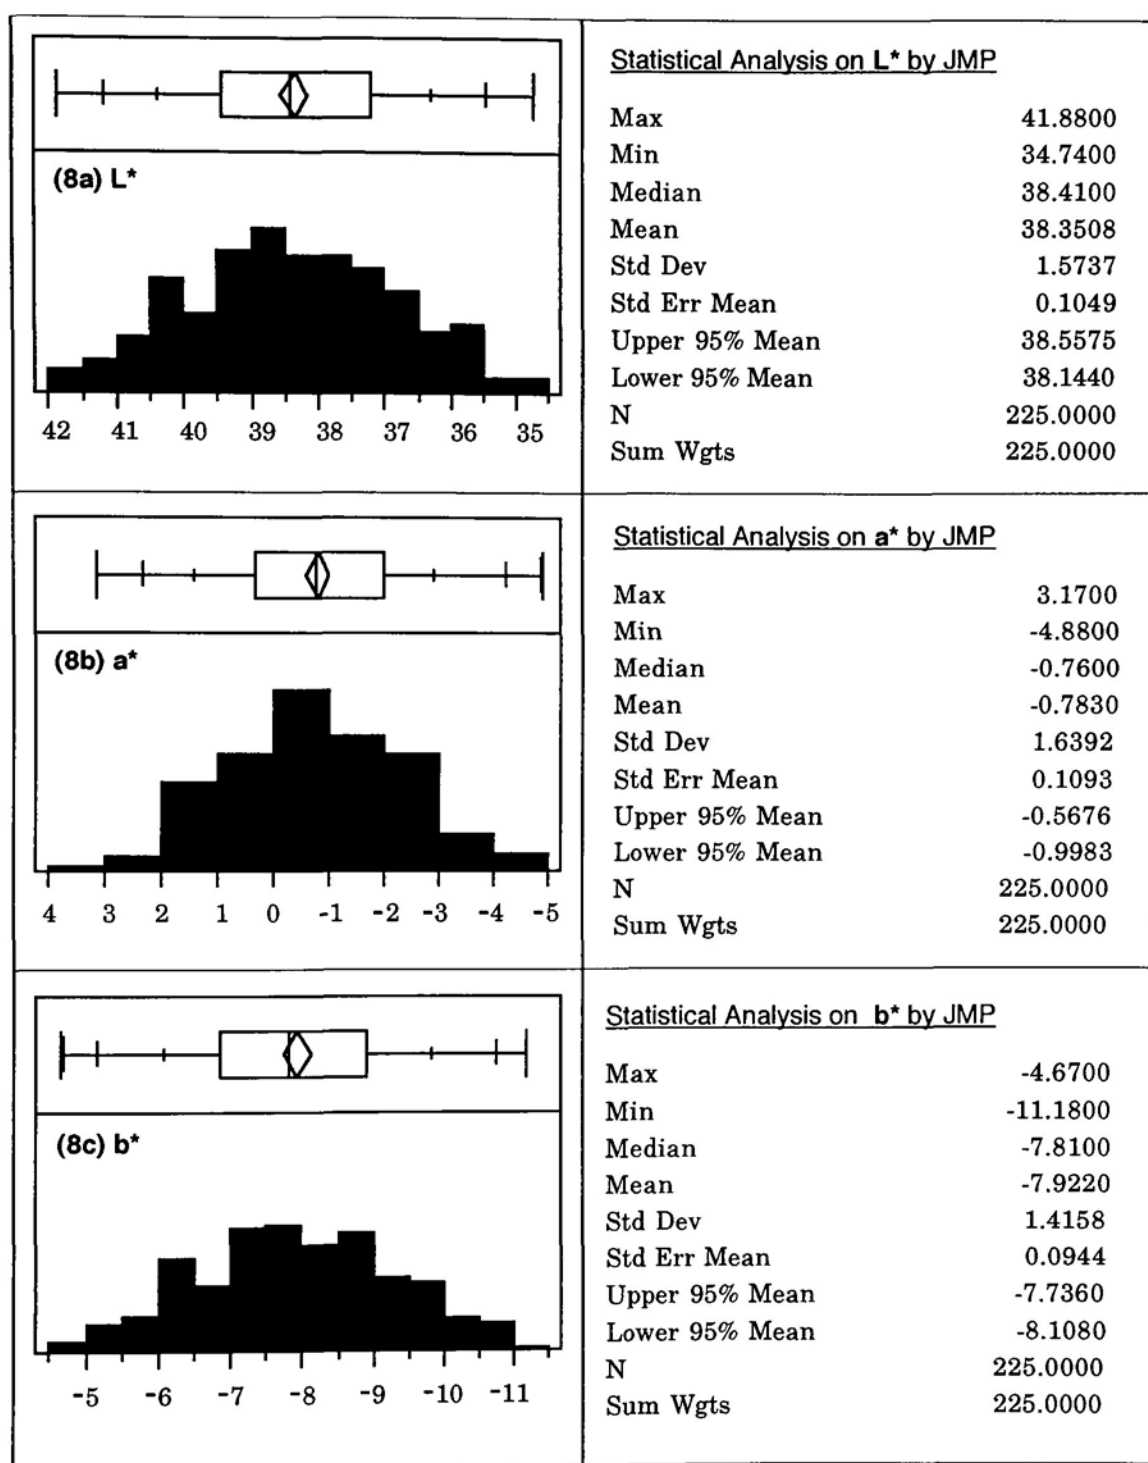 (8a) L*
42 41 40 39 38 37 36 35
Statistical Analysis on L* by JMP
Max 41.8800
Min 34.7400
Median 38.4100
Mean 38.3508
Std Dev 1.5737
Std Err Mean 0.1049
Upper 95% Mean 38.5575
Lower 95% Mean 38.1440
N 225.0000
Sum Wgts 225.0000
(8b) a*
4 3 2 1 0 -1 -2 -3 -4 -5
Statistical Analysis on a* by JMP
Max 3.1700
Min -4.8800
Median -0.7600
Mean -0.7830
Std Dev 1.6392
Std Err Mean 0.1093
Upper 95% Mean -0.5676
Lower 95% Mean -0.9983
N 225.0000
Sum Wgts 225.0000
(8c) b*
-5 -6 -7 -8 -9 -10 -11
Statistical Analysis on b* by JMP
Max -4.6700
Min -11.1800
Median -7.8100
Mean -7.9220
Std Dev 1.4158
Std Err Mean 0.0944
Upper 95% Mean -7.7360
Lower 95% Mean -8.1080
N 225.0000
Sum Wgts 225.0000